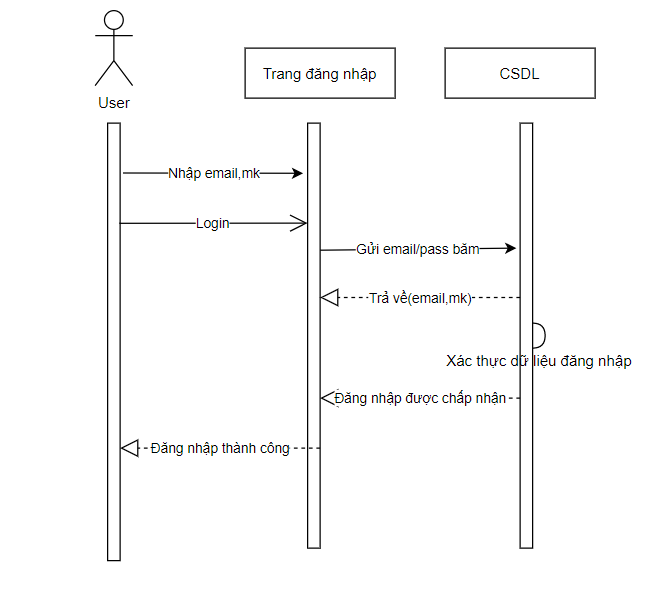 User
Trang đăng nhập
CSDL
Nhập email,mk
Login
Gửi email/pass băm
Trả về(email,mk)
Xác thực dữ liệu đăng nhập
Đăng nhập được chấp nhận
Đăng nhập thành công